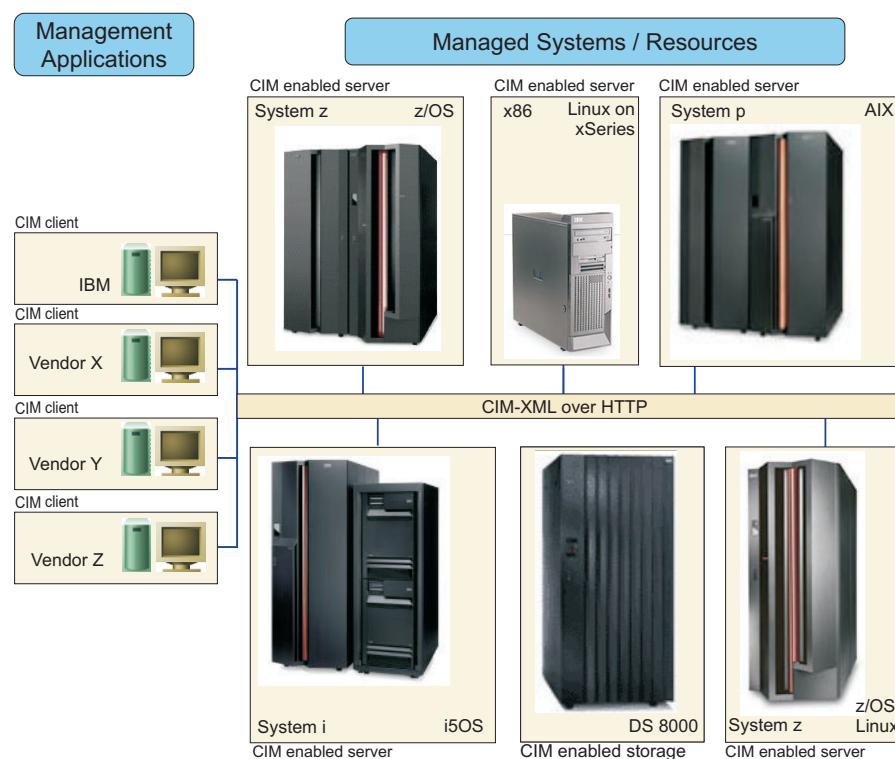 Management
Applications
Managed Systems / Resources
CIM enabled server
System z z/OS
CIM enabled server
x86 Linux on
xSeries
CIM enabled server
System p AIX
CIM client
IBM
CIM client
Vendor X
CIM client
Vendor Y
CIM client
Vendor Z
CIM-XML over HTTP
System i i5OS
CIM enabled server
DS 8000
CIM enabled storage
z/OS
System z Linux
CIM enabled server